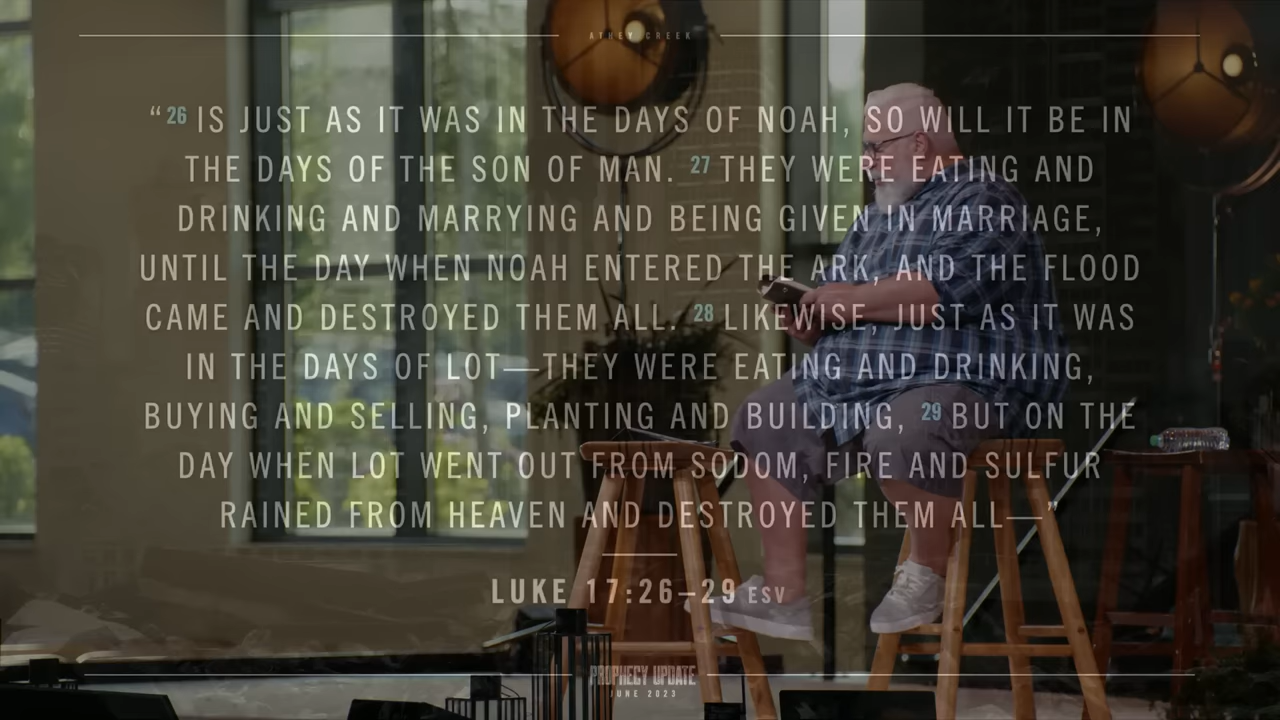 ATHEY CREEK
“26 IS JUST AS IT WAS IN THE DAYS OF NOAH, SO WILL IT BE IN
THE DAYS OF THE SON OF MAN. 27 THEY WERE EATING AND
DRINKING AND MARRYING AND BEING GIVEN IN MARRIAGE,
UNTIL THE DAY WHEN NOAH ENTERED THE ARK, AND THE FLOOD
CAME AND DESTROYED THEM ALL. 28 LIKEWISE, JUST AS IT WAS
IN THE DAYS OF LOT—THEY WERE EATING AND DRINKING,
BUYING AND SELLING, PLANTING AND BUILDING, 29 BUT ON THE
DAY WHEN LOT WENT OUT FROM SODOM, FIRE AND SULFUR
RAINED FROM HEAVEN AND DESTROYED THEM ALL—”
LUKE 17:26–29 ESV
PROPHECY UPDATE
JUNE 2023